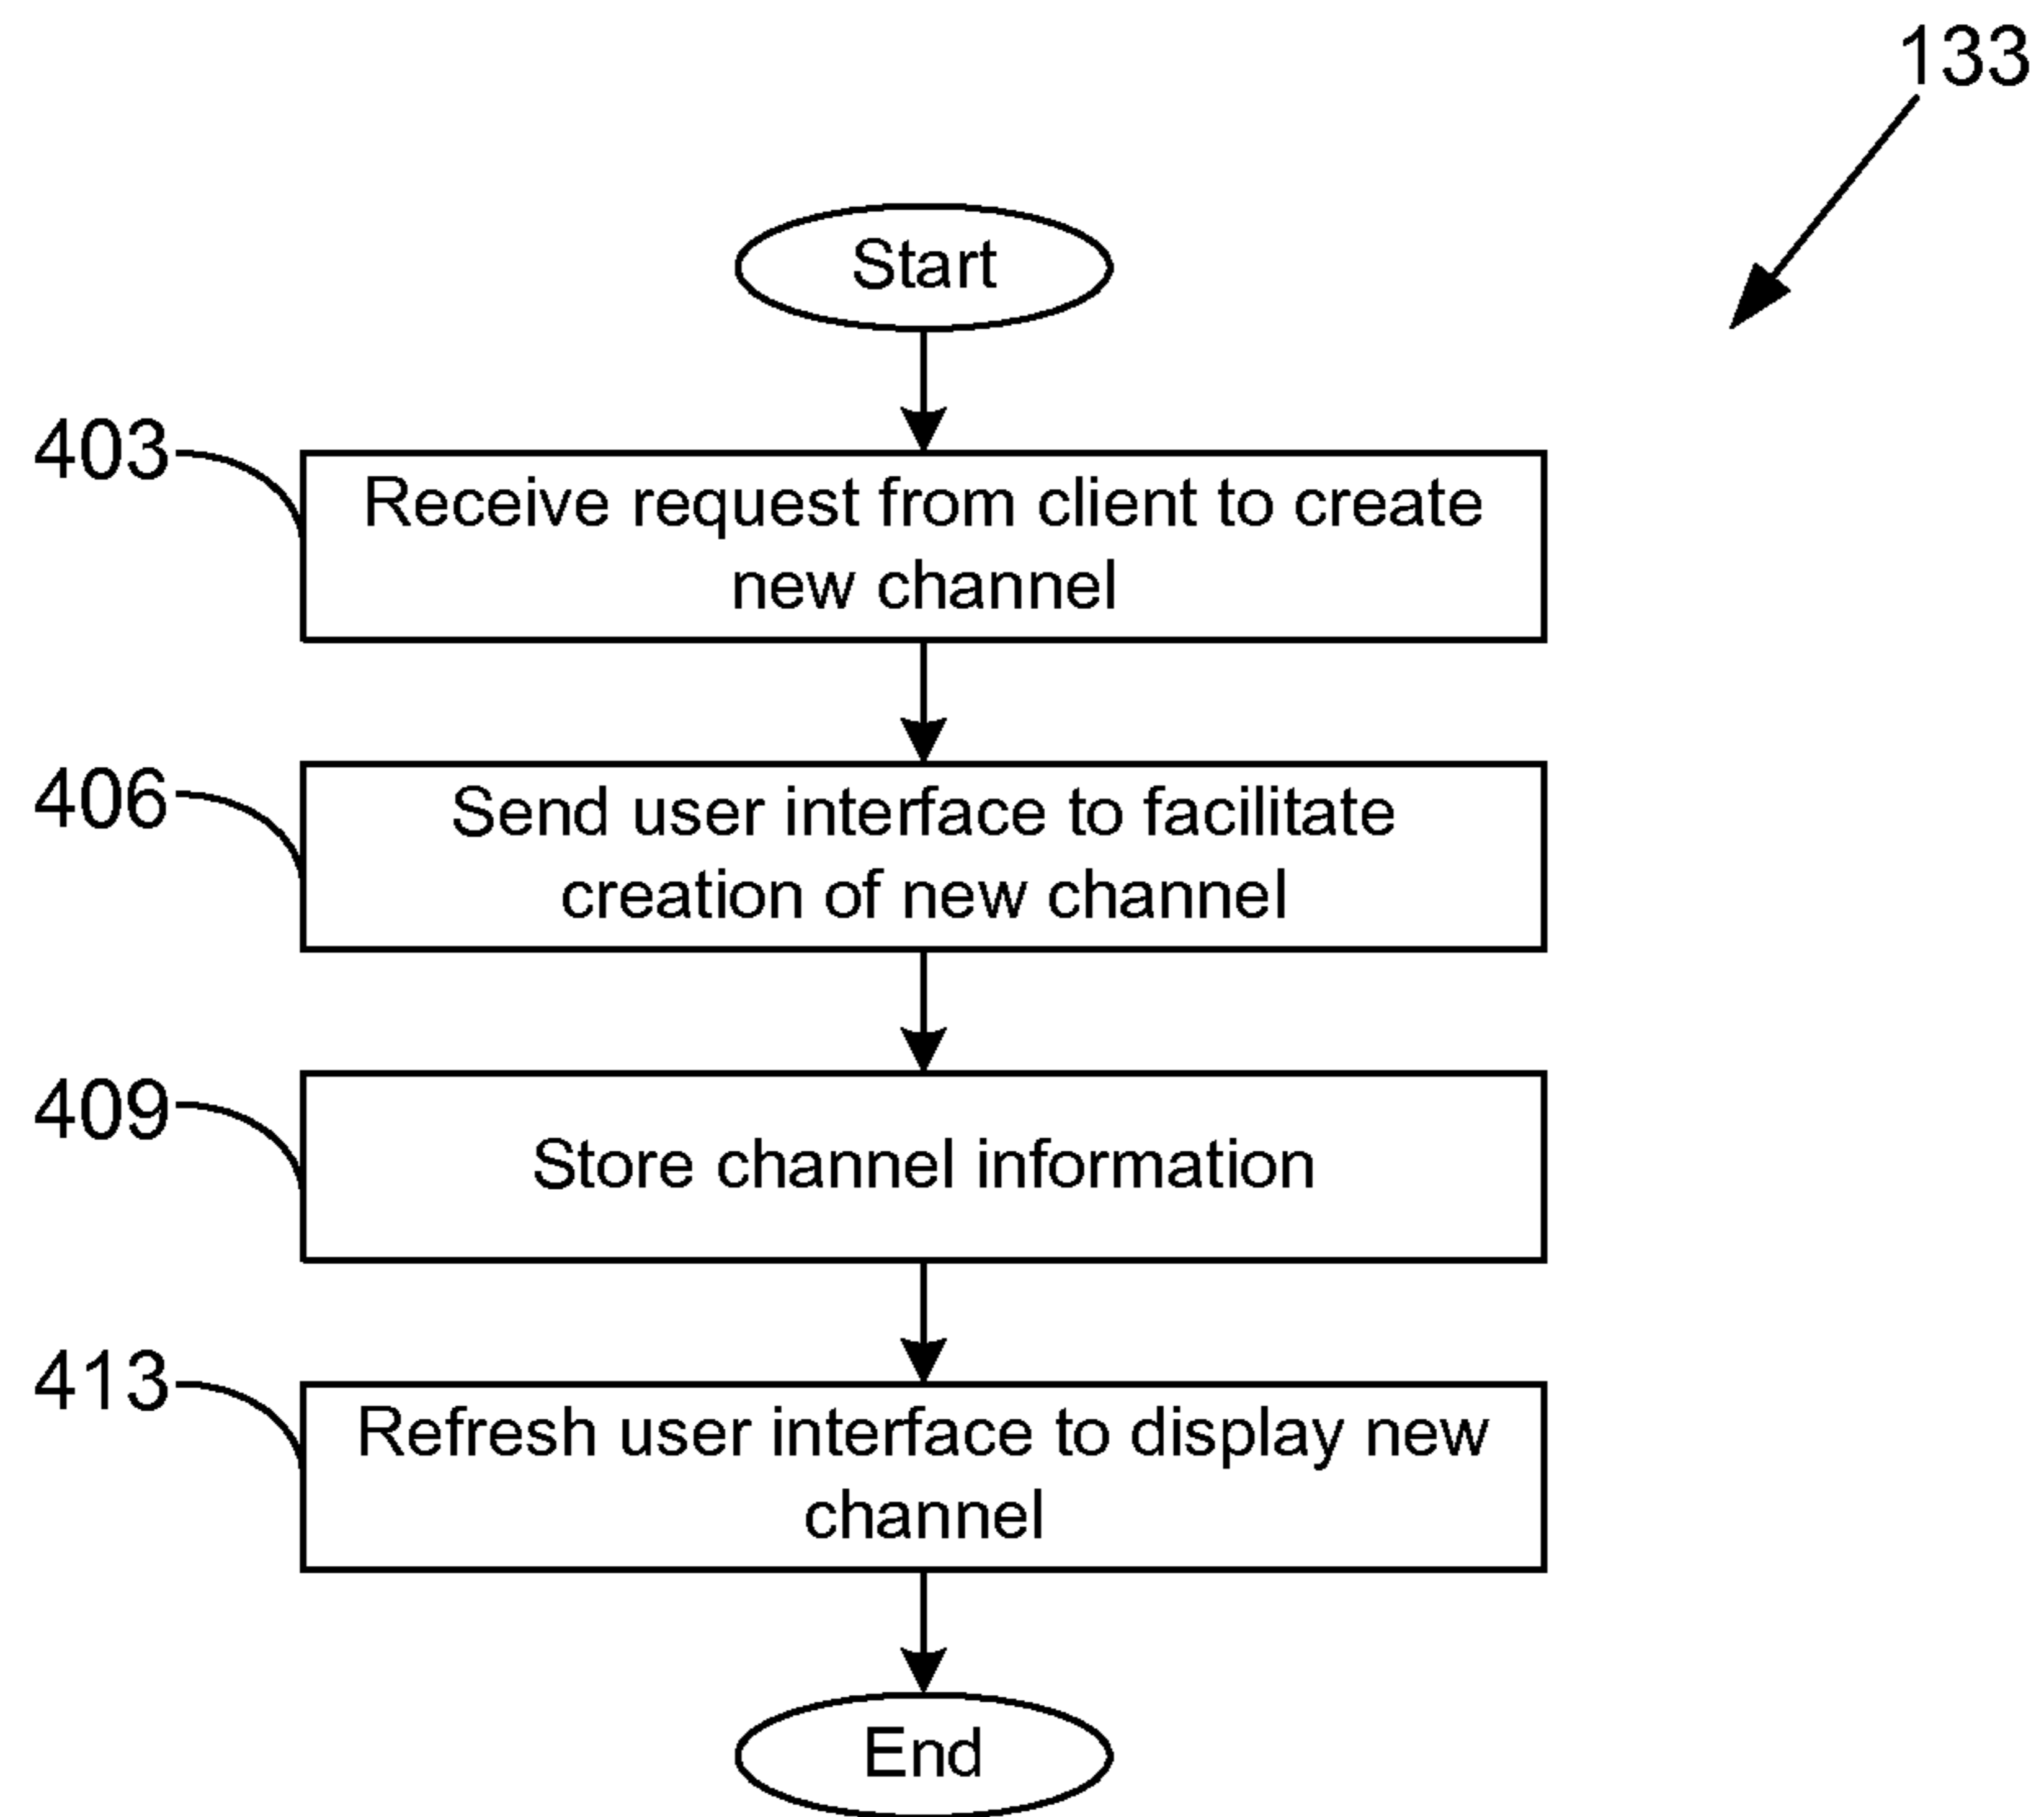 133
Start
403
Receive request from client to create
new channel
406
Send user interface to facilitate
creation of new channel
409
Store channel information
413
Refresh user interface to display new
channel
End